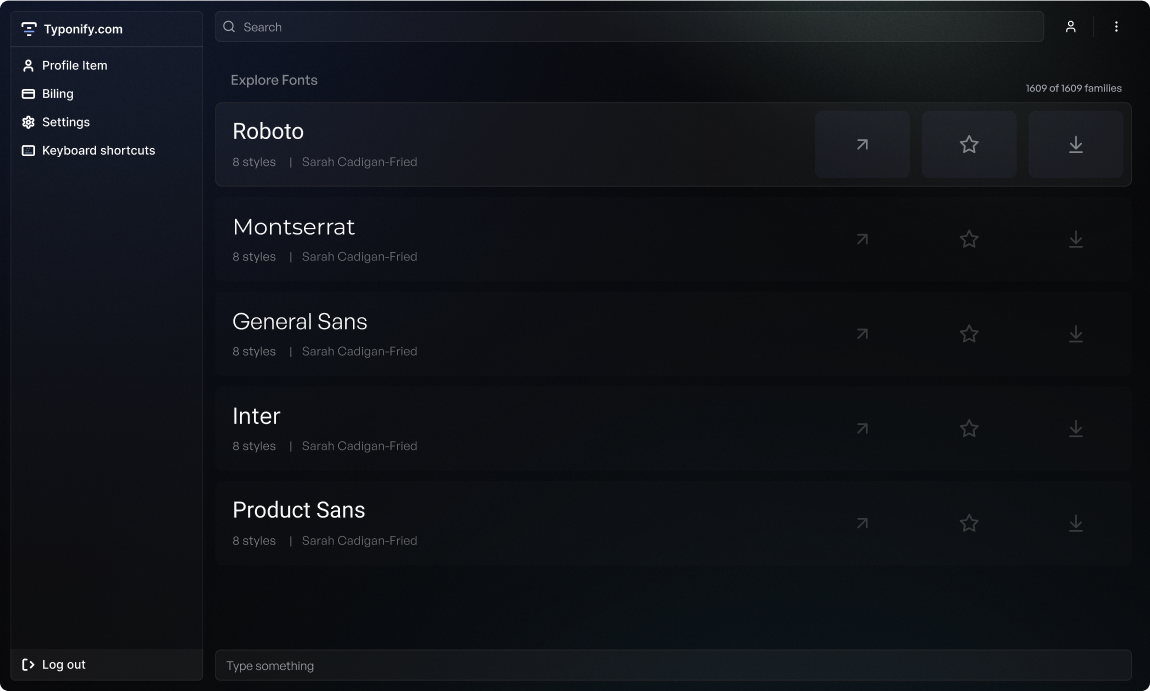 Typonify.com
Search
Profile Item
Biling
Settings
Keyboard shortcuts
Explore Fonts
1609 of 1609 families
Roboto
8 styles | Sarah Cadigan-Fried
Montserrat
8 styles | Sarah Cadigan-Fried
General Sans
8 styles | Sarah Cadigan-Fried
Inter
8 styles | Sarah Cadigan-Fried
Product Sans
8 styles | Sarah Cadigan-Fried
Log out
Type something